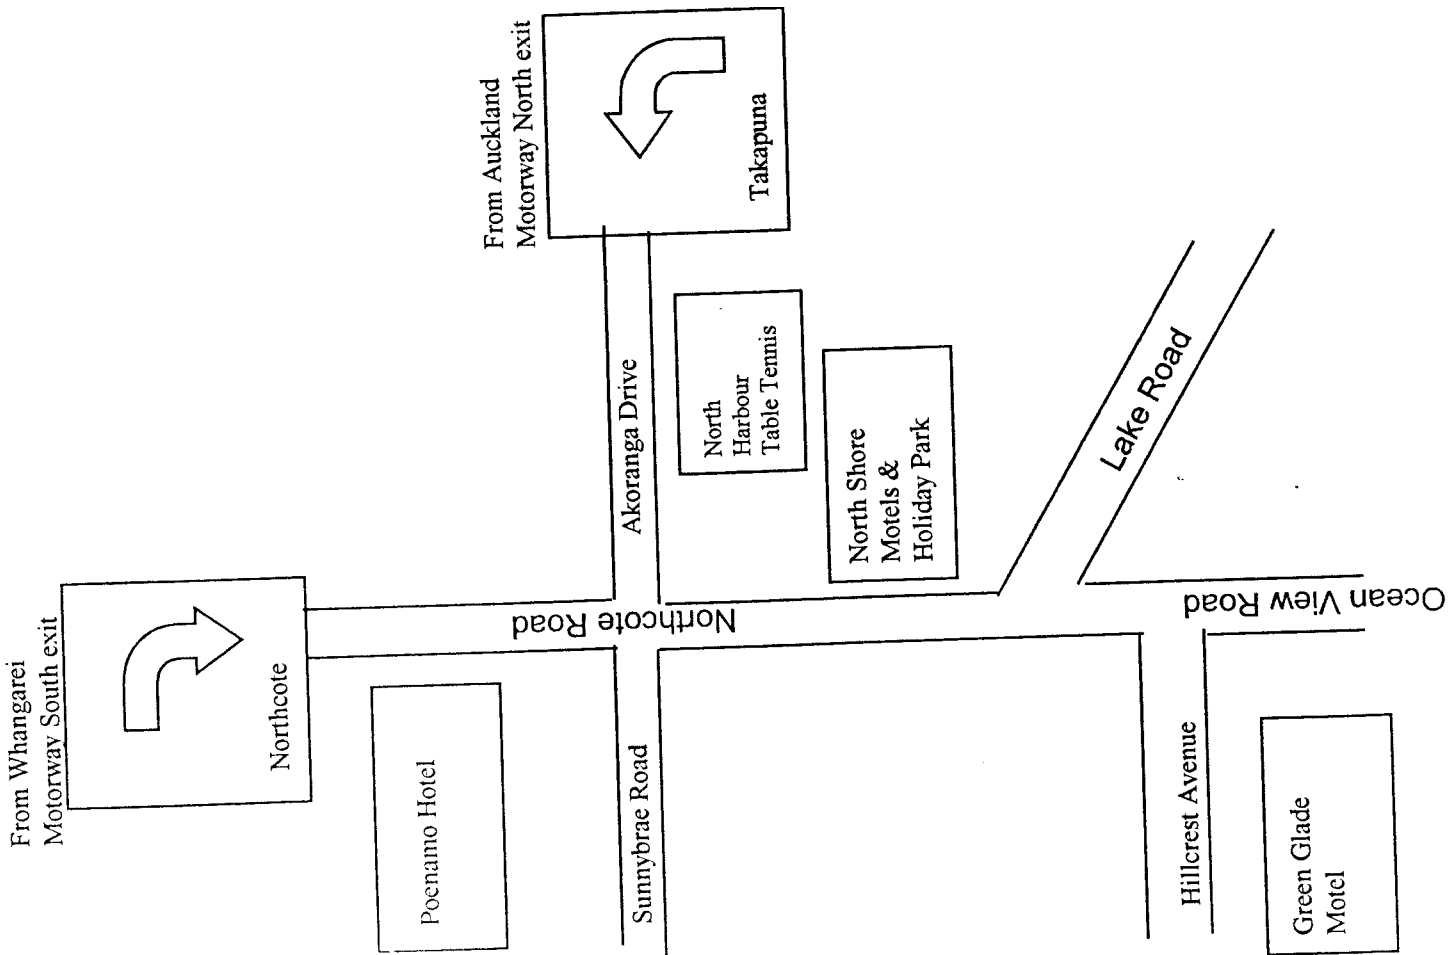 From Whangarei
Motorway South exit
Northcote
Poenamo Hotel
Sunnybrae Road
Northcote Road
From Auckland
Motorway North exit
Takapuna
Akoranga Drive
North
Harbour
Table Tennis
North Shore
Motels &
Holiday Park
Lake Road
Ocean View Road
Hillcrest Avenue
Green Glade
Motel